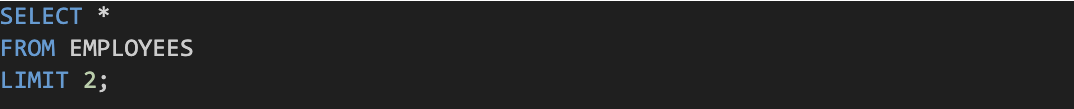 SELECT *
FROM EMPLOYEES
LIMIT 2;